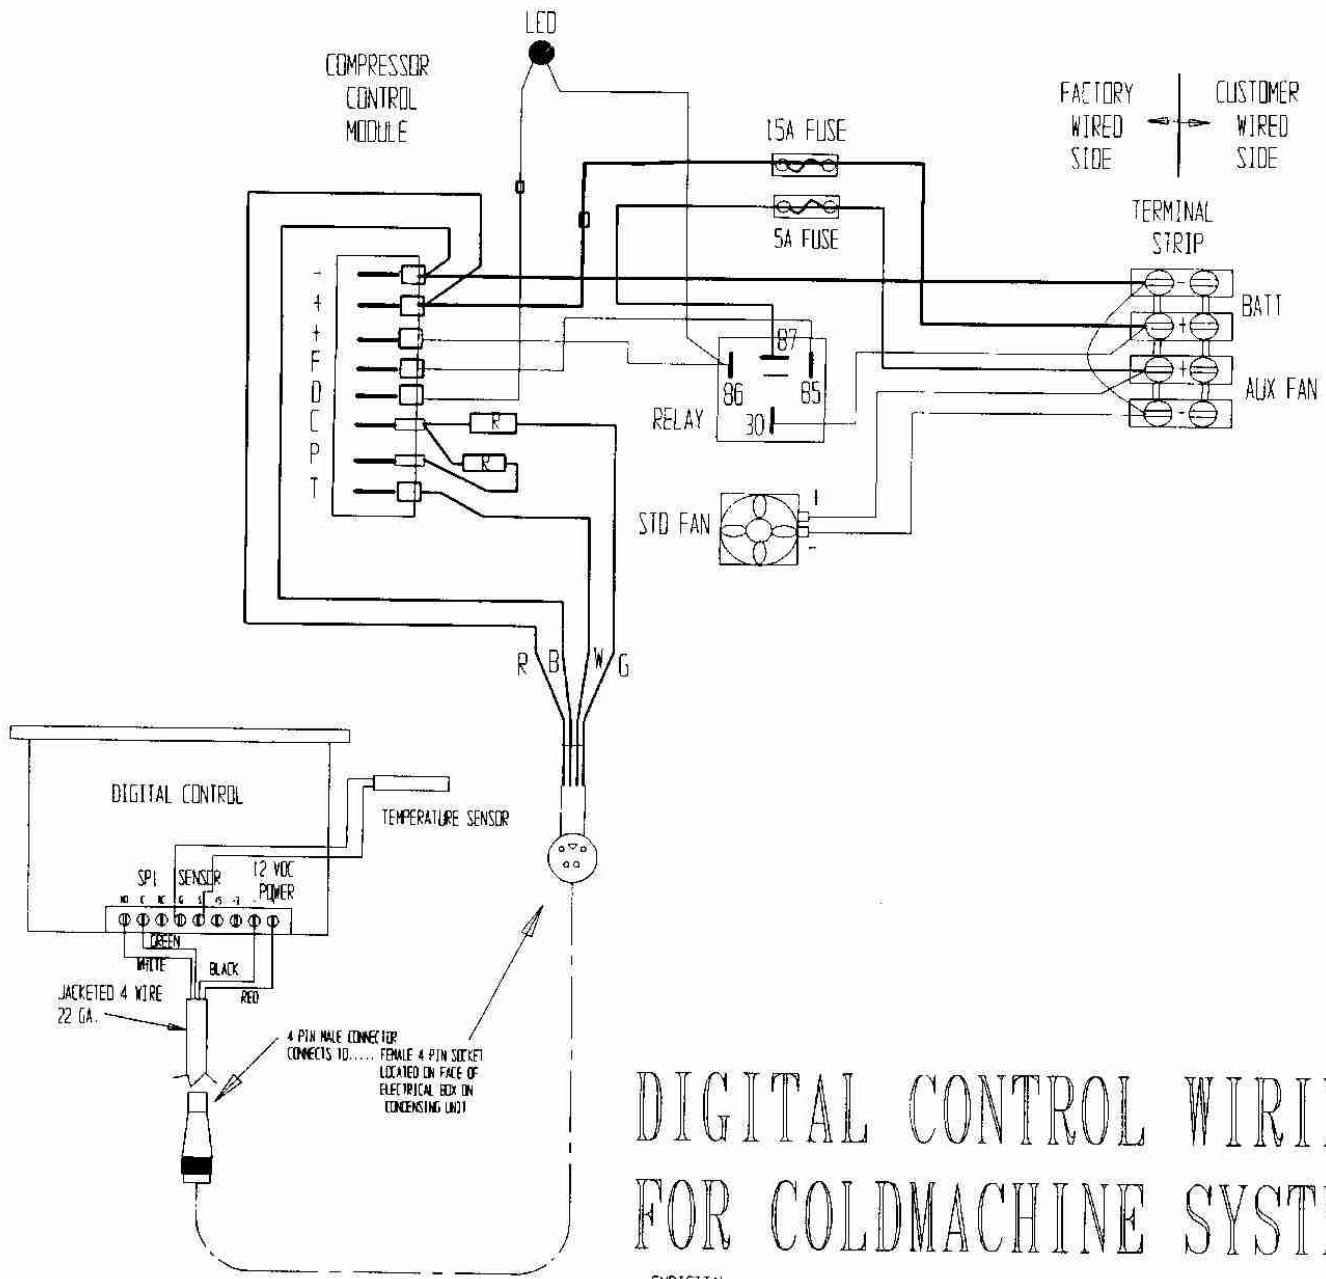 LED
COMPRESSOR
CONTROL
MODULE
FACTORY
WIRED
SIDE
CUSTOMER
WIRED
SIDE
15A FUSE
5A FUSE
TERMINAL
STRIP
-
+
+
F
D
C
P
T
R
R
87
86
85
30
RELAY
-
+
+
-
BATT
AUX FAN
STD FAN
+
-
R B W G
DIGITAL CONTROL
TEMPERATURE SENSOR
SP1 SENSOR
12 VDC
POWER
NO C NC G S
GREEN
WHITE
BLACK
RED
JACKETED 4 WIRE
22 GA.
4 PIN MALE CONNECTOR
CONNECTS TO.....
FEMALE 4 PIN SOCKET
LOCATED ON FACE OF
ELECTRICAL BOX ON
CONDENSING UNIT
DIGITAL CONTROL WIRI
FOR COLDMACHINE SYST